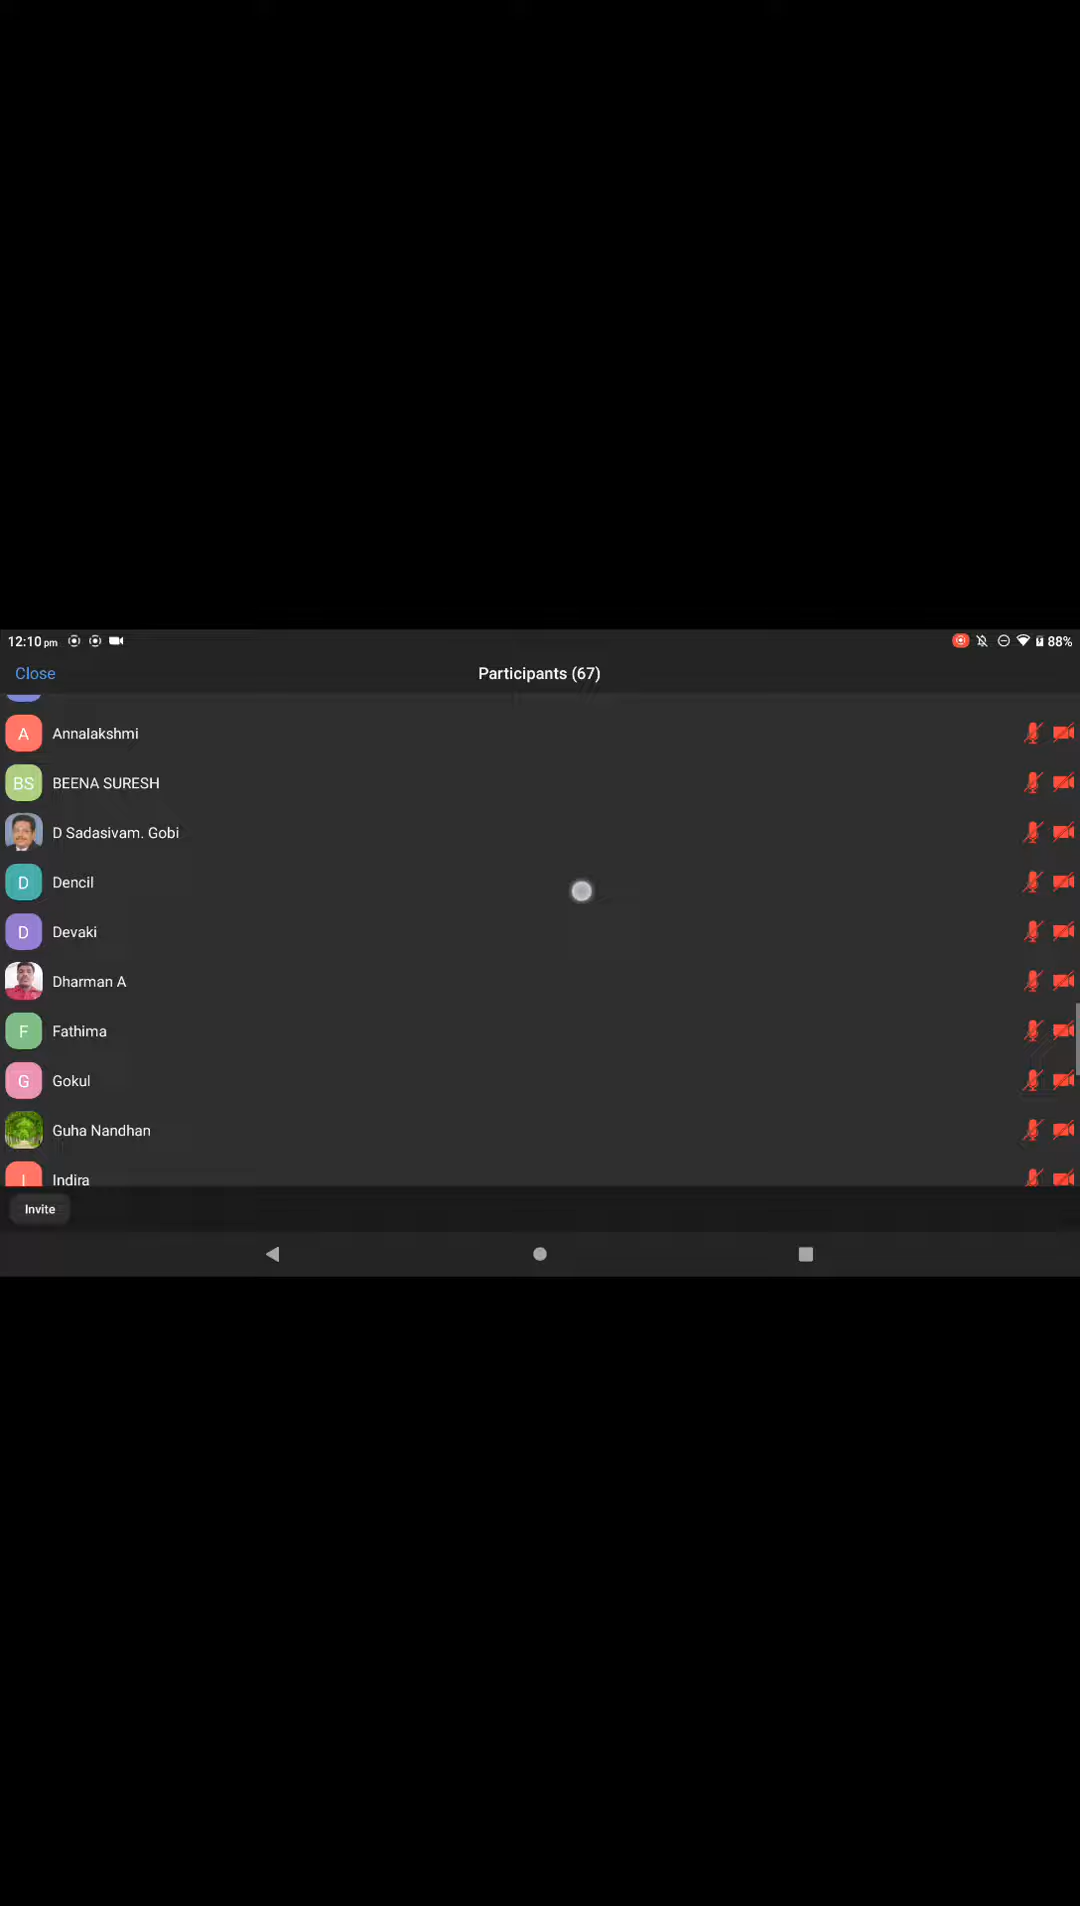 12:10 pm 88%
Close Participants (67)
A Annalakshmi
BS BEENA SURESH
D Sadasivam. Gobi
D Dencil
D Devaki
Dharman A
F Fathima
G Gokul
Guha Nandhan
I Indira
Invite